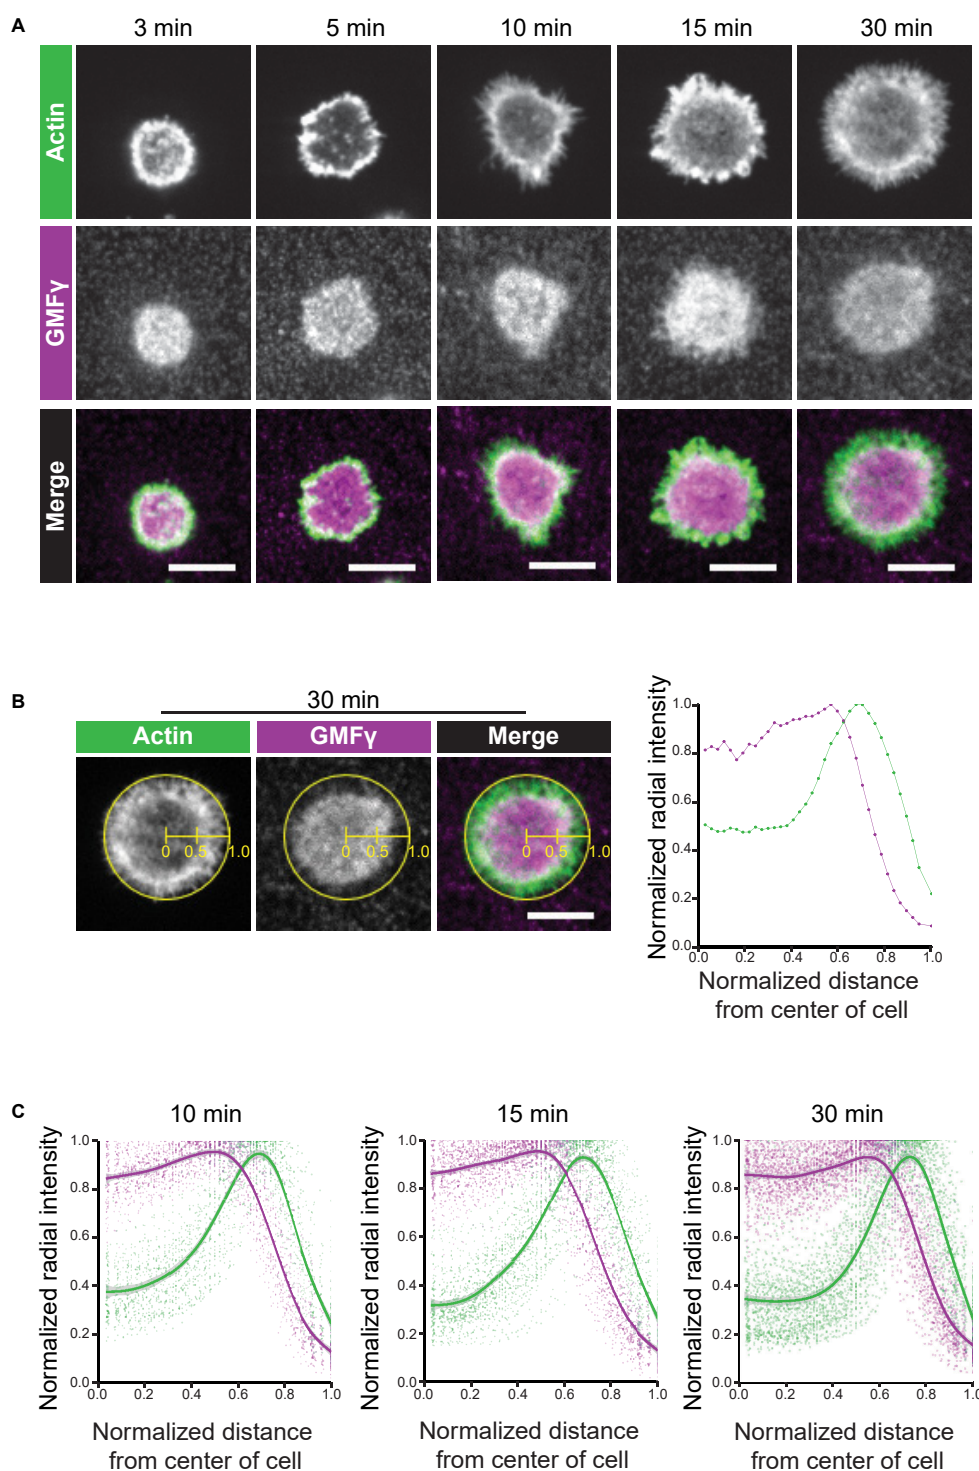 A
3 min
5 min
10 min
15 min
30 min
Actin
GMFγ
Merge
B
30 min
Actin
GMFγ
Merge
0
0.5
1.0
0
0.5
1.0
0
0.5
1.0
Normalized radial intensity
1.0
0.8
0.6
0.4
0.2
0.0
0.0
0.2
0.4
0.6
0.8
1.0
Normalized distance
from center of cell
C
10 min
Normalized radial intensity
1.0
0.8
0.6
0.4
0.2
0.0
0.0
0.2
0.4
0.6
0.8
1.0
Normalized distance
from center of cell
15 min
Normalized radial intensity
1.0
0.8
0.6
0.4
0.2
0.0
0.0
0.2
0.4
0.6
0.8
1.0
Normalized distance
from center of cell
30 min
Normalized radial intensity
1.0
0.8
0.6
0.4
0.2
0.0
0.0
0.2
0.4
0.6
0.8
1.0
Normalized distance
from center of cell